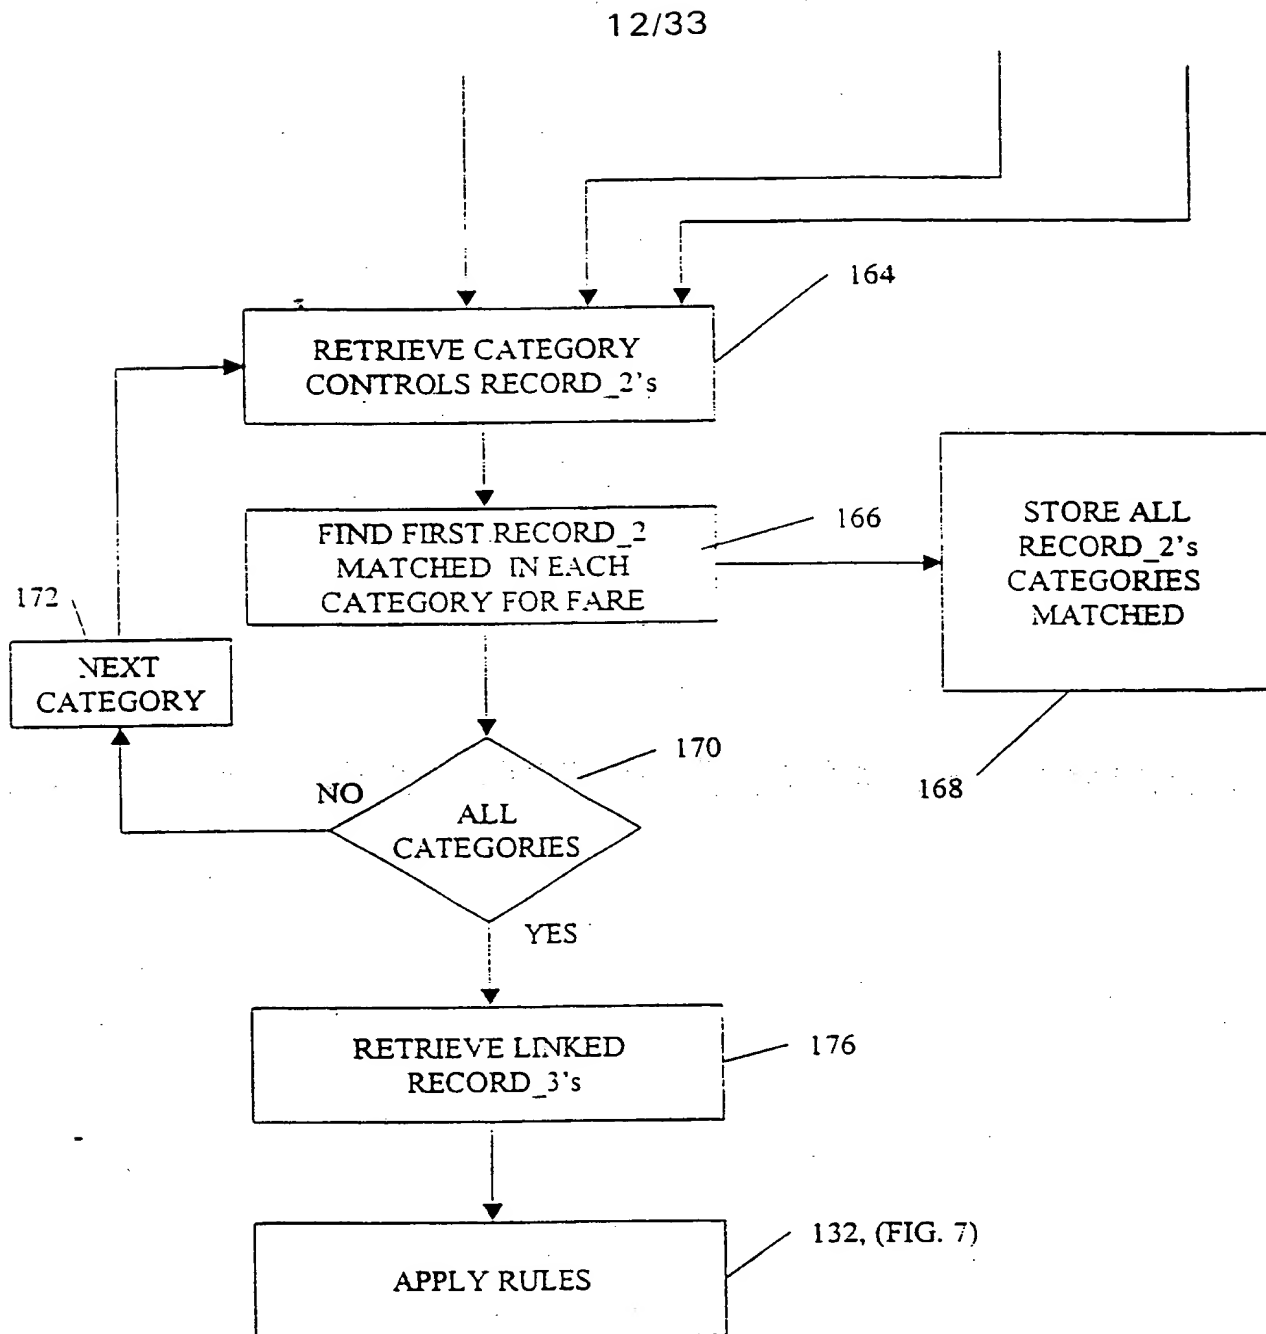 12/33
164
RETRIEVE CATEGORY
CONTROLS RECORD_2's
FIND FIRST RECORD_2
MATCHED IN EACH
CATEGORY FOR FARE
166
STORE ALL
RECORD_2's
CATEGORIES
MATCHED
168
172
NEXT
CATEGORY
170
NO
ALL
CATEGORIES
YES
RETRIEVE LINKED
RECORD_3's
176
132, (FIG. 7)
APPLY RULES